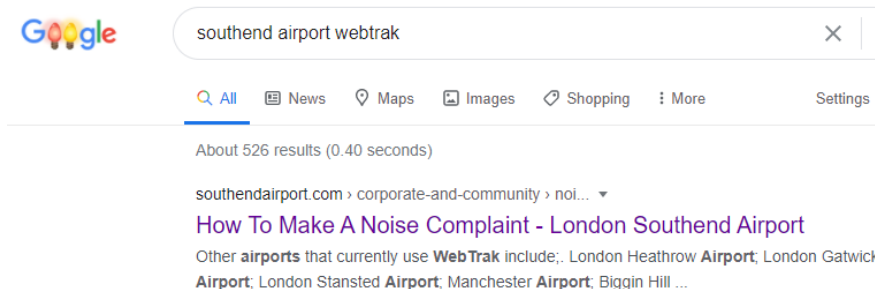 Google
southend airport webtrak
All News Maps Images Shopping More Settings
About 526 results (0.40 seconds)
southendairport.com › corporate-and-community › noi...
How To Make A Noise Complaint - London Southend Airport
Other airports that currently use WebTrak include;. London Heathrow Airport; London Gatwick
Airport; London Stansted Airport; Manchester Airport; Biggin Hill ...